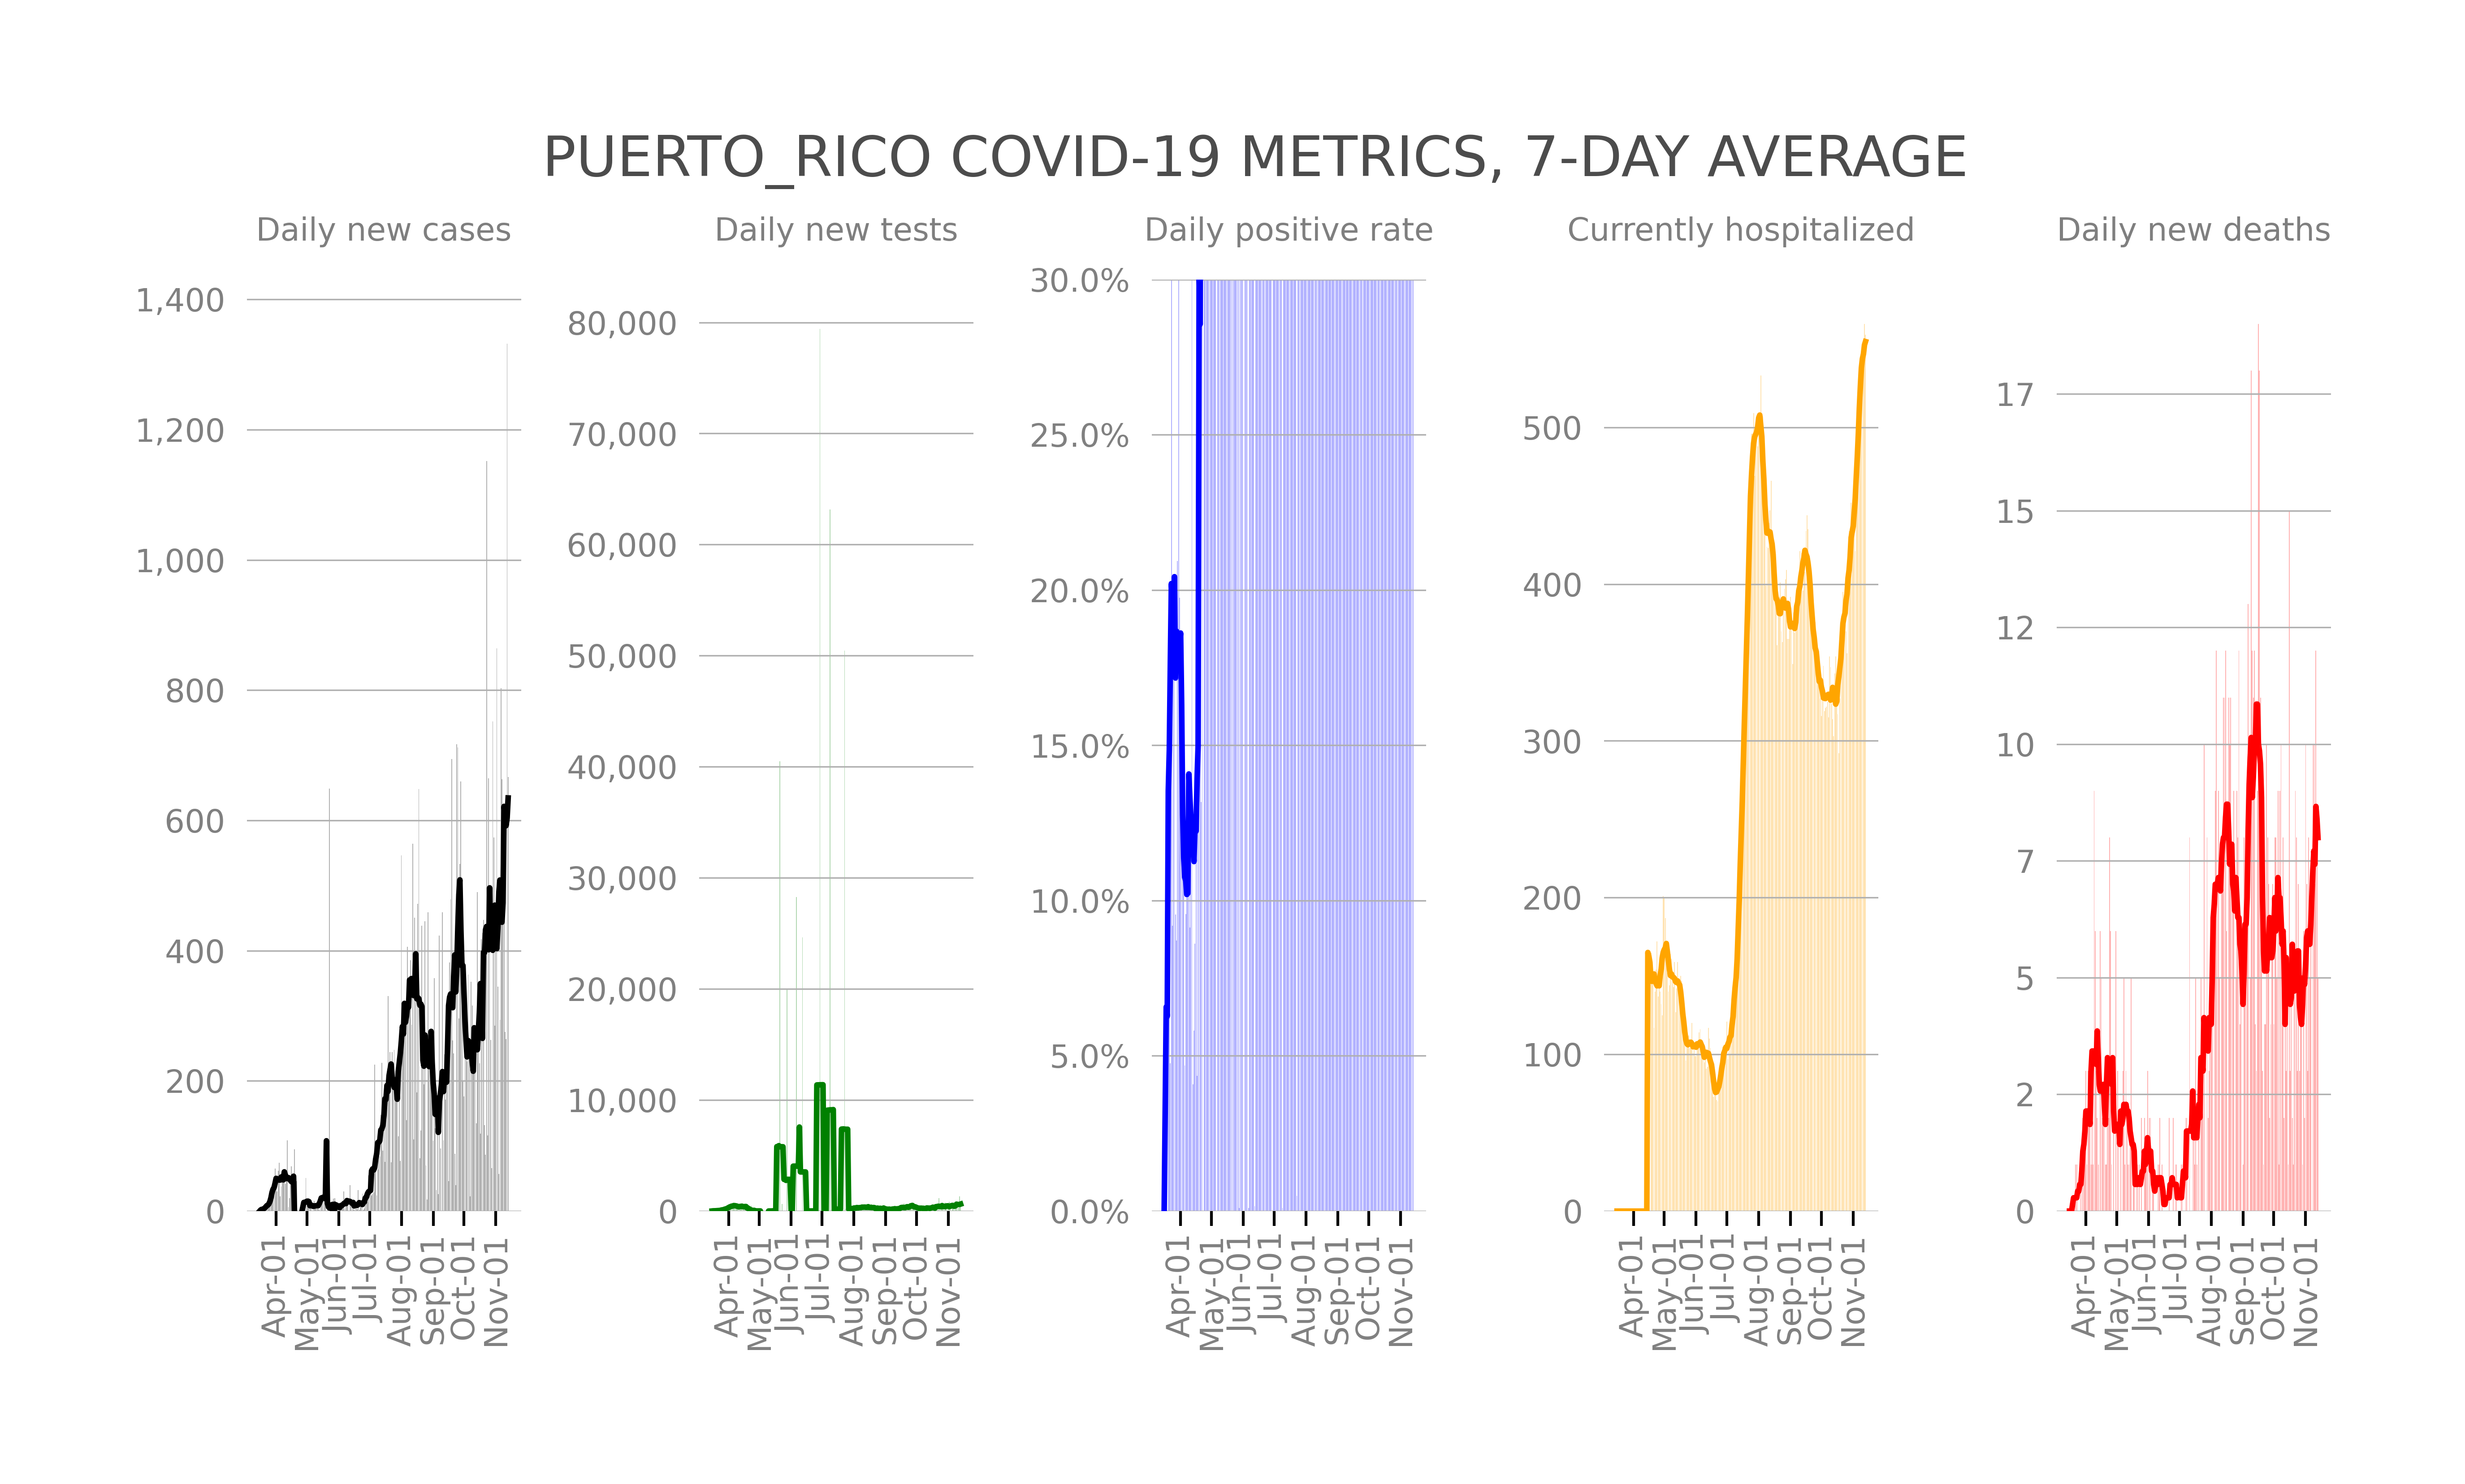 PUERTO_RICO COVID-19 METRICS, 7-DAY AVERAGE
Daily new cases
1,400
1,200
1,000
800
600
400
200
0
Apr-01
May-01
Jun-01
Jul-01
Aug-01
Sep-01
Oct-01
Nov-01
Daily new tests
80,000
70,000
60,000
50,000
40,000
30,000
20,000
10,000
0
Apr-01
May-01
Jun-01
Jul-01
Aug-01
Sep-01
Oct-01
Nov-01
Daily positive rate
30.0%
25.0%
20.0%
15.0%
10.0%
5.0%
0.0%
Apr-01
May-01
Jun-01
Jul-01
Aug-01
Sep-01
Oct-01
Nov-01
Currently hospitalized
500
400
300
200
100
0
Apr-01
May-01
Jun-01
Jul-01
Aug-01
Sep-01
Oct-01
Nov-01
Daily new deaths
17
15
12
10
7
5
2
0
Apr-01
May-01
Jun-01
Jul-01
Aug-01
Sep-01
Oct-01
Nov-01